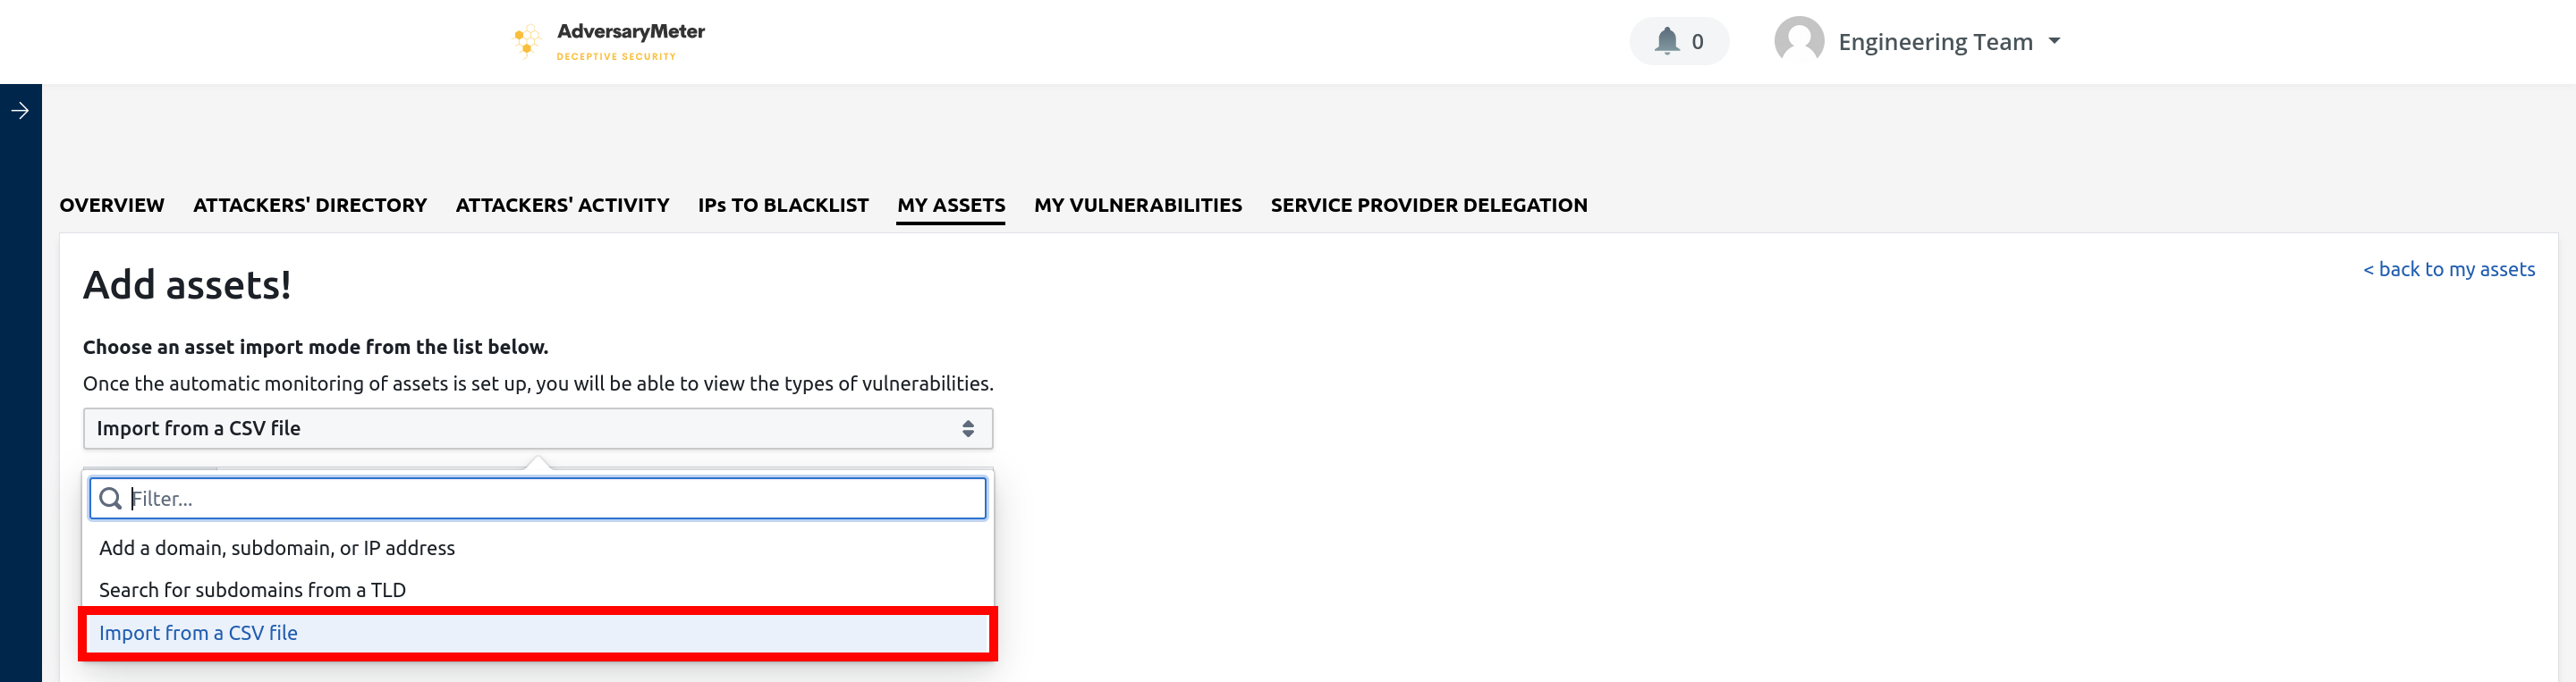 AdversaryMeter
DECEPTIVE SECURITY
0
Engineering Team
OVERVIEW ATTACKERS' DIRECTORY ATTACKERS' ACTIVITY IPs TO BLACKLIST MY ASSETS MY VULNERABILITIES SERVICE PROVIDER DELEGATION
Add assets!
< back to my assets
Choose an asset import mode from the list below.
Once the automatic monitoring of assets is set up, you will be able to view the types of vulnerabilities.
Import from a CSV file
Filter...
Add a domain, subdomain, or IP address
Search for subdomains from a TLD
Import from a CSV file